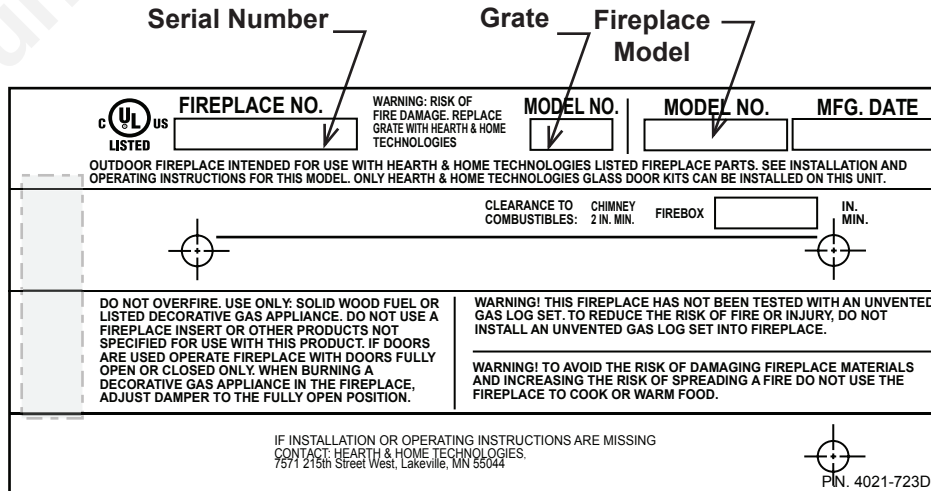 Serial Number
Grate
Fireplace
Model
C UL US
LISTED
FIREPLACE NO.
WARNING: RISK OF
FIRE DAMAGE. REPLACE
GRATE WITH HEARTH & HOME
TECHNOLOGIES
MODEL NO.
MODEL NO.
MFG. DATE
OUTDOOR FIREPLACE INTENDED FOR USE WITH HEARTH & HOME TECHNOLOGIES LISTED FIREPLACE PARTS. SEE INSTALLATION AND
OPERATING INSTRUCTIONS FOR THIS MODEL. ONLY HEARTH & HOME TECHNOLOGIES GLASS DOOR KITS CAN BE INSTALLED ON THIS UNIT.
CLEARANCE TO
COMBUSTIBLES:
CHIMNEY
2 IN. MIN.
FIREBOX
IN.
MIN.
DO NOT OVERFIRE. USE ONLY: SOLID WOOD FUEL OR
LISTED DECORATIVE GAS APPLIANCE. DO NOT USE A
FIREPLACE INSERT OR OTHER PRODUCTS NOT
SPECIFIED FOR USE WITH THIS PRODUCT. IF DOORS
ARE USED OPERATE FIREPLACE WITH DOORS FULLY
OPEN OR CLOSED ONLY. WHEN BURNING A
DECORATIVE GAS APPLIANCE IN THE FIREPLACE,
ADJUST DAMPER TO THE FULLY OPEN POSITION.
WARNING! THIS FIREPLACE HAS NOT BEEN TESTED WITH AN UNVENTED
GAS LOG SET. TO REDUCE THE RISK OF FIRE OR INJURY, DO NOT
INSTALL AN UNVENTED GAS LOG SET INTO FIREPLACE.
WARNING! TO AVOID THE RISK OF DAMAGING FIREPLACE MATERIALS
AND INCREASING THE RISK OF SPREADING A FIRE DO NOT USE THE
FIREPLACE TO COOK OR WARM FOOD.
IF INSTALLATION OR OPERATING INSTRUCTIONS ARE MISSING
CONTACT: HEARTH & HOME TECHNOLOGIES.
7571 215th Street West, Lakeville, MN 55044
P/N. 4021-723D